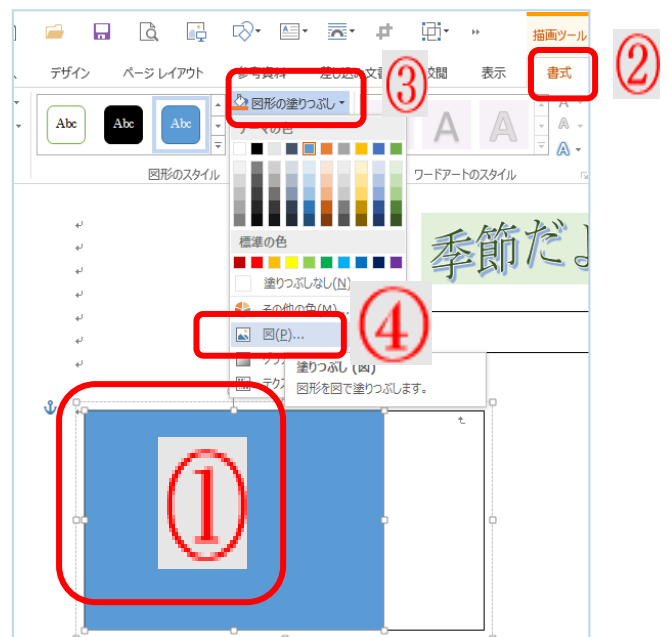 描画ツール
デザイン ページ レイアウト 参考資料 差し込み文書 校閲 表示 書式
②
③
図形の塗りつぶし
Abc Abc Abc
A A
A
A
A
テーマの色
図形のスタイル
ワードアートのスタイル
標準の色
季節だよ
塗りつぶしなし(N)
その他の色(M)...
図(P)...
④
塗りつぶし (図)
図形を図で塗りつぶします。
テクス
①